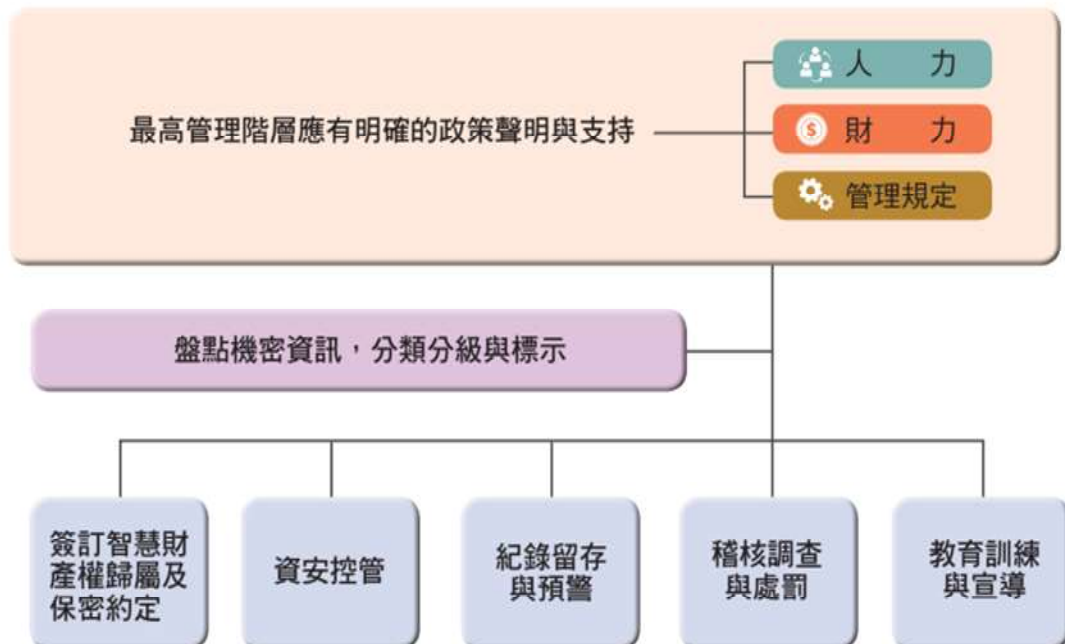 人 力
最高管理階層應有明確的政策聲明與支持
財 力
管理規定
盤點機密資訊，分類分級與標示
簽訂智慧財
產權歸屬及
保密約定
資安控管
紀錄留存
與預警
稽核調查
與處罰
教育訓練
與宣導